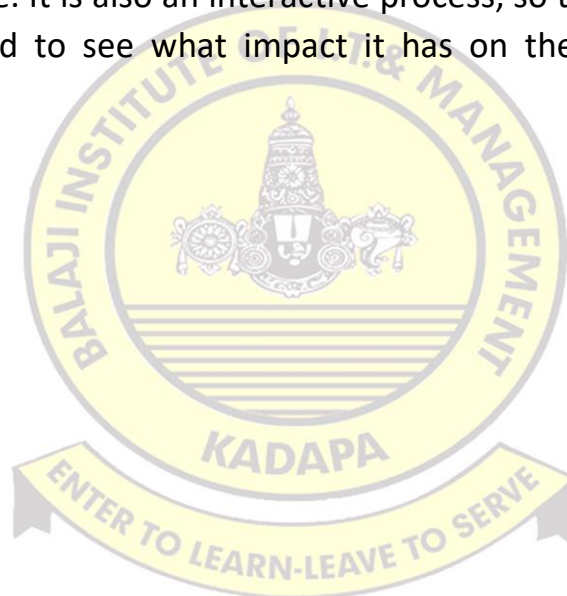 It is also an interactive process, so
d to see what impact it has on the
BALAJI INSTITUTE OF I.T.& MANAGEMENT
KADAPA
ENTER TO LEARN-LEAVE TO SERVE